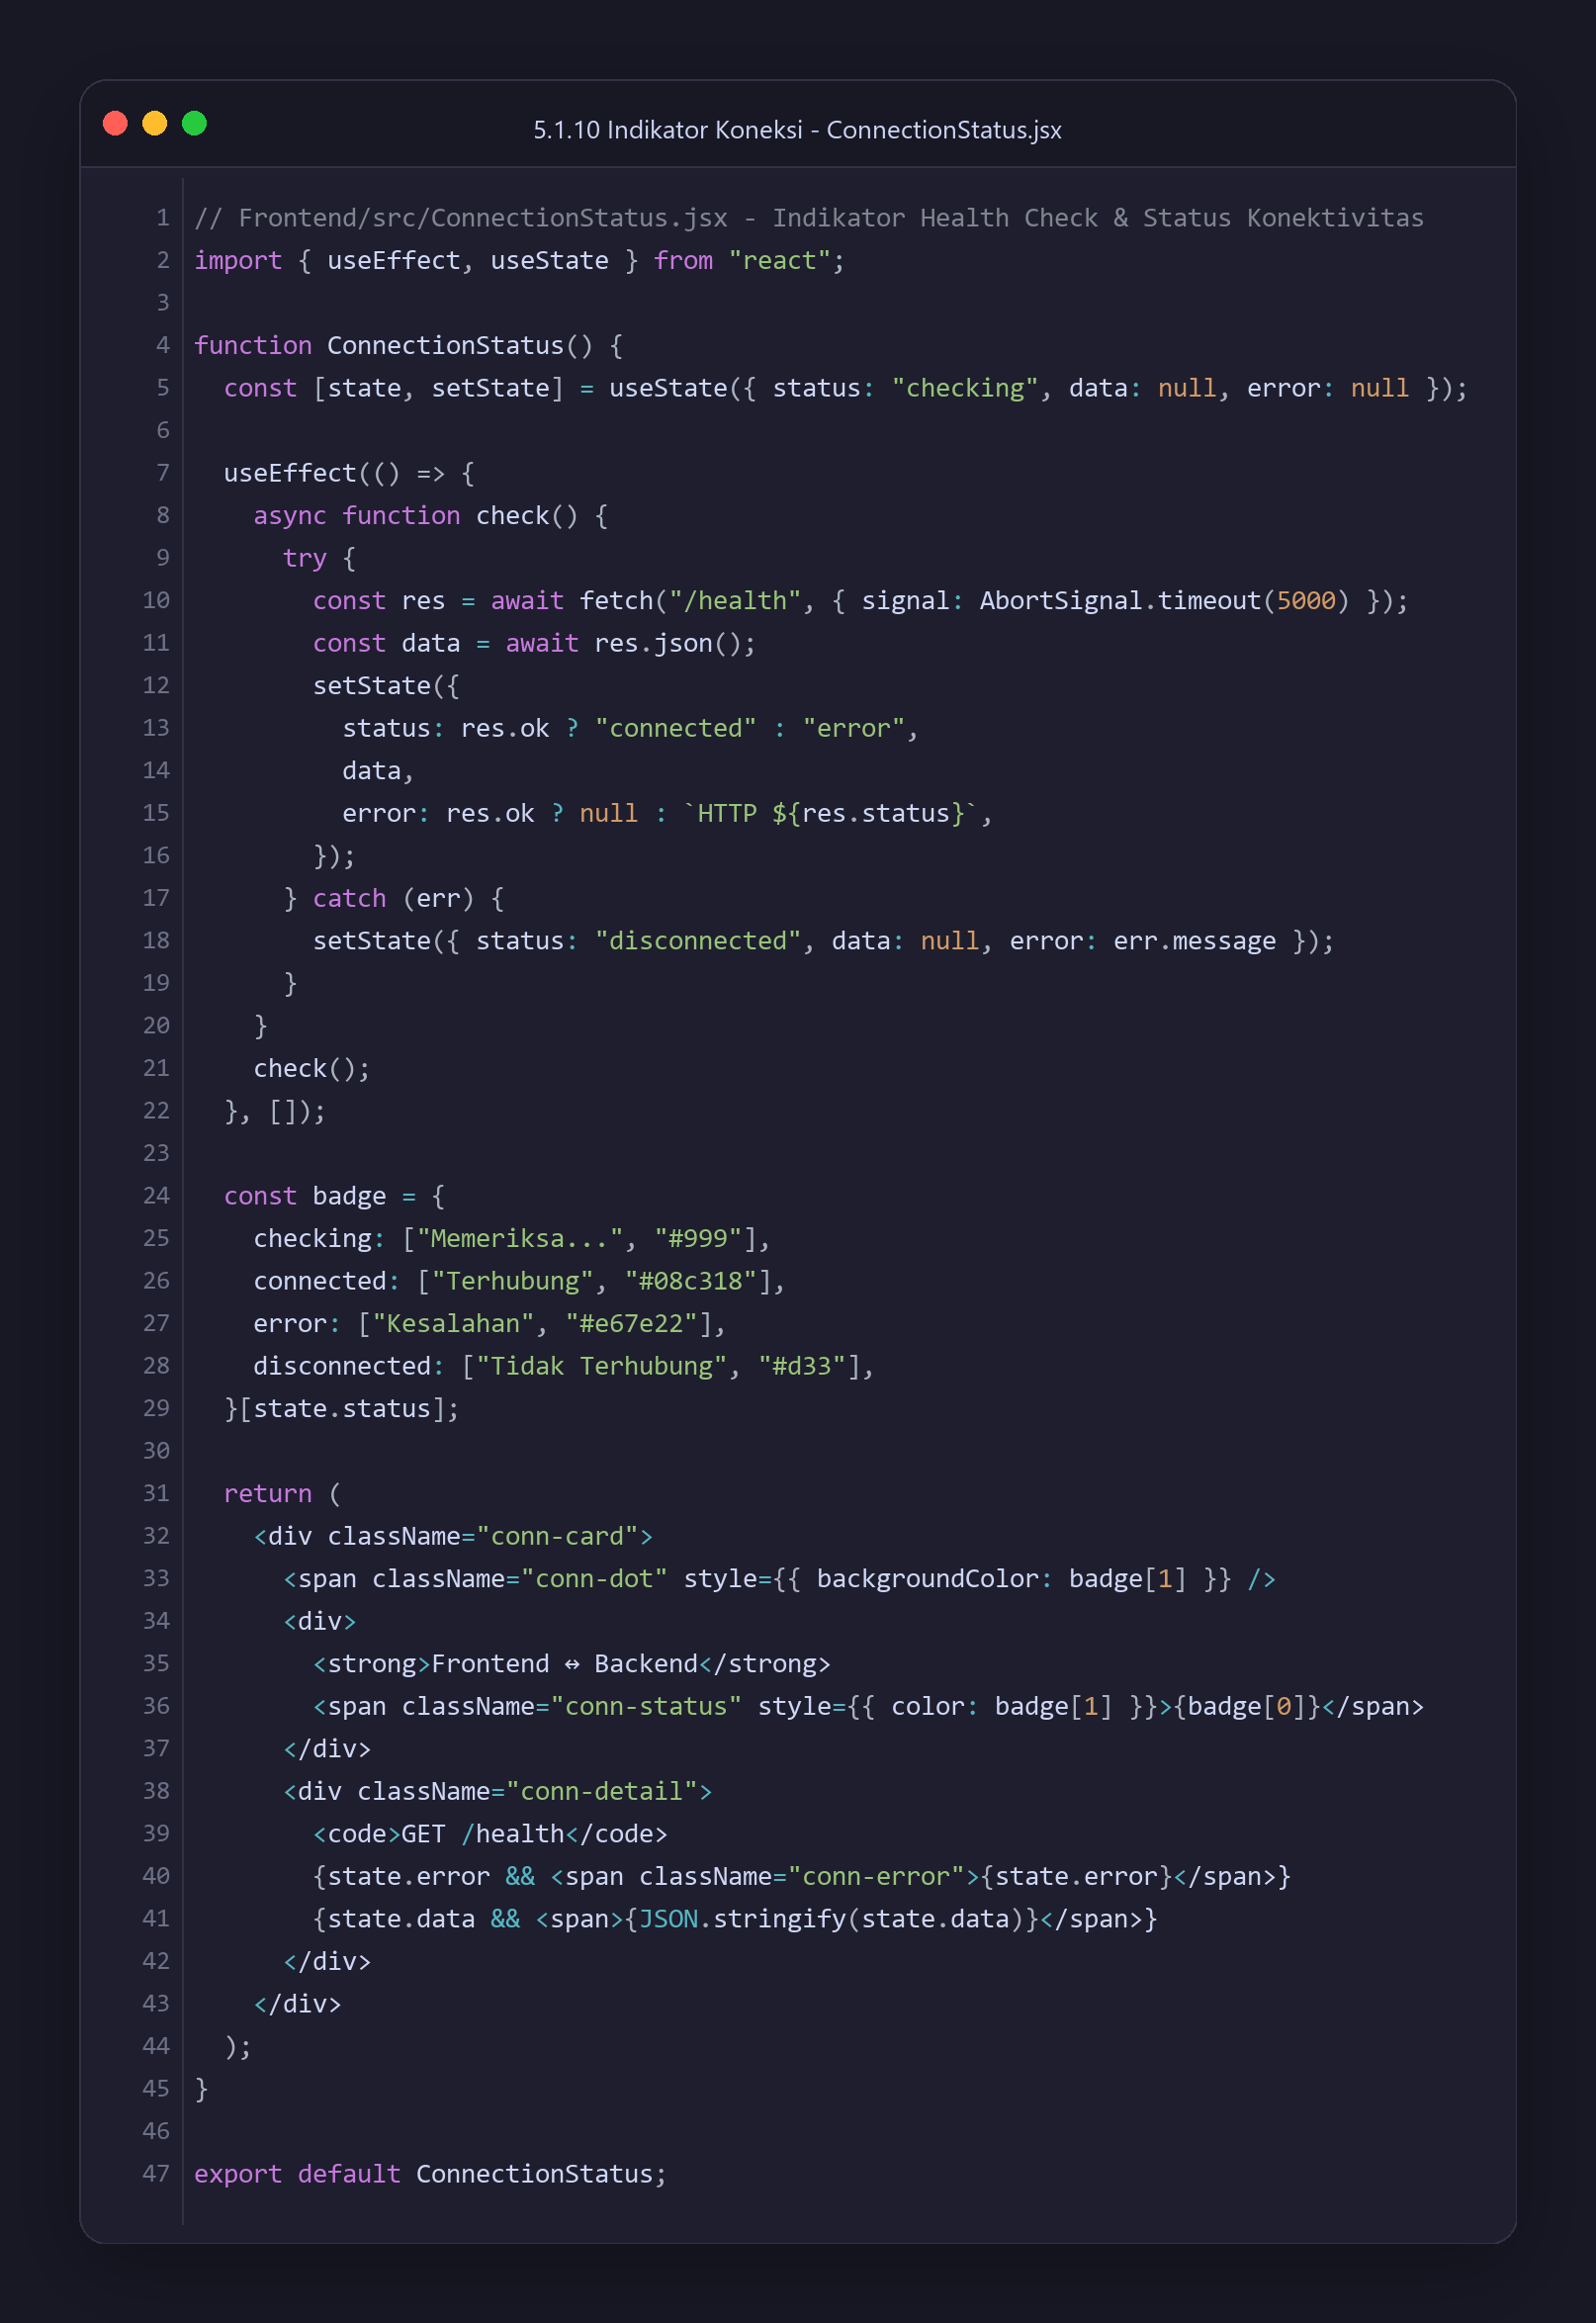 5.1.10 Indikator Koneksi - ConnectionStatus.jsx
1 // Frontend/src/ConnectionStatus.jsx - Indikator Health Check & Status Konektivitas
2 import { useEffect, useState } from "react";
3
4 function ConnectionStatus() {
5   const [state, setState] = useState({ status: "checking", data: null, error: null });
6
7   useEffect(() => {
8     async function check() {
9       try {
10         const res = await fetch("/health", { signal: AbortSignal.timeout(5000) });
11         const data = await res.json();
12         setState({
13           status: res.ok ? "connected" : "error",
14           data,
15           error: res.ok ? null : `HTTP ${res.status}`,
16         });
17       } catch (err) {
18         setState({ status: "disconnected", data: null, error: err.message });
19       }
20     }
21     check();
22   }, []);
23
24   const badge = {
25     checking: ["Memeriksa...", "#999"],
26     connected: ["Terhubung", "#08c318"],
27     error: ["Kesalahan", "#e67e22"],
28     disconnected: ["Tidak Terhubung", "#d33"],
29   }[state.status];
30
31   return (
32     <div className="conn-card">
33       <span className="conn-dot" style={{ backgroundColor: badge[1] }} />
34       <div>
35         <strong>Frontend ↔ Backend</strong>
36         <span className="conn-status" style={{ color: badge[1] }}>{badge[0]}</span>
37       </div>
38       <div className="conn-detail">
39         <code>GET /health</code>
40         {state.error && <span className="conn-error">{state.error}</span>}
41         {state.data && <span>{JSON.stringify(state.data)}</span>}
42       </div>
43     </div>
44   );
45 }
46
47 export default ConnectionStatus;